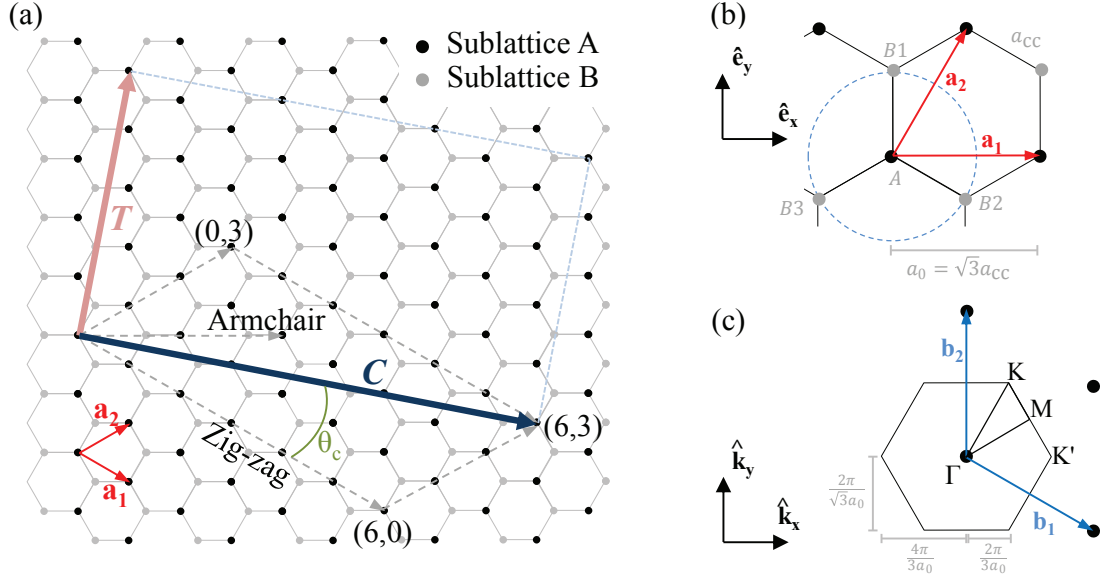 (a)
Sublattice A
Sublattice B
T
(0,3)
Armchair
C
a₂
a₁
Zig-zag
θc
(6,3)
(6,0)
(b)
êy
êx
B1
acc
a₂
a₁
A
B2
B3
a₀ = √3acc
(c)
b₂
K
M
K'
Γ
b₁
k̂y
k̂x
2π/√3a₀
4π/3a₀
2π/3a₀